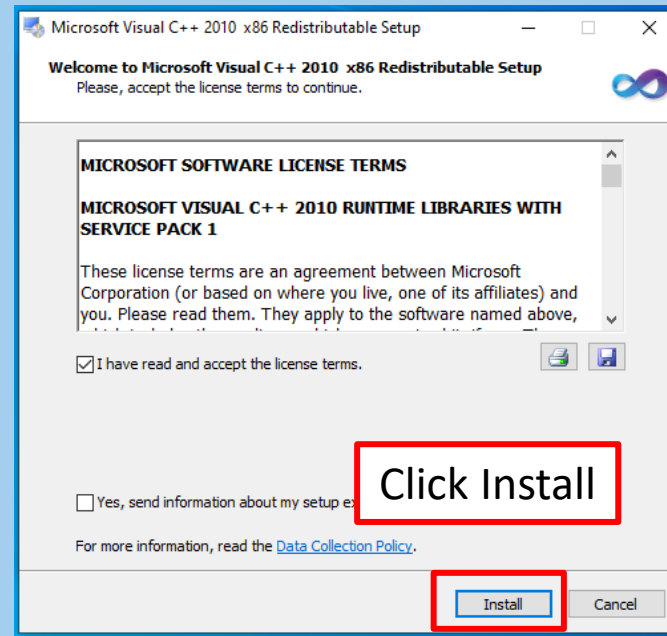 Microsoft Visual C++ 2010 x86 Redistributable Setup
Welcome to Microsoft Visual C++ 2010 x86 Redistributable Setup
Please, accept the license terms to continue.
MICROSOFT SOFTWARE LICENSE TERMS
MICROSOFT VISUAL C++ 2010 RUNTIME LIBRARIES WITH
SERVICE PACK 1
These license terms are an agreement between Microsoft
Corporation (or based on where you live, one of its affiliates) and
you. Please read them. They apply to the software named above,
I have read and accept the license terms.
Click Install
Yes, send information about my setup
For more information, read the Data Collection Policy.
Install
Cancel